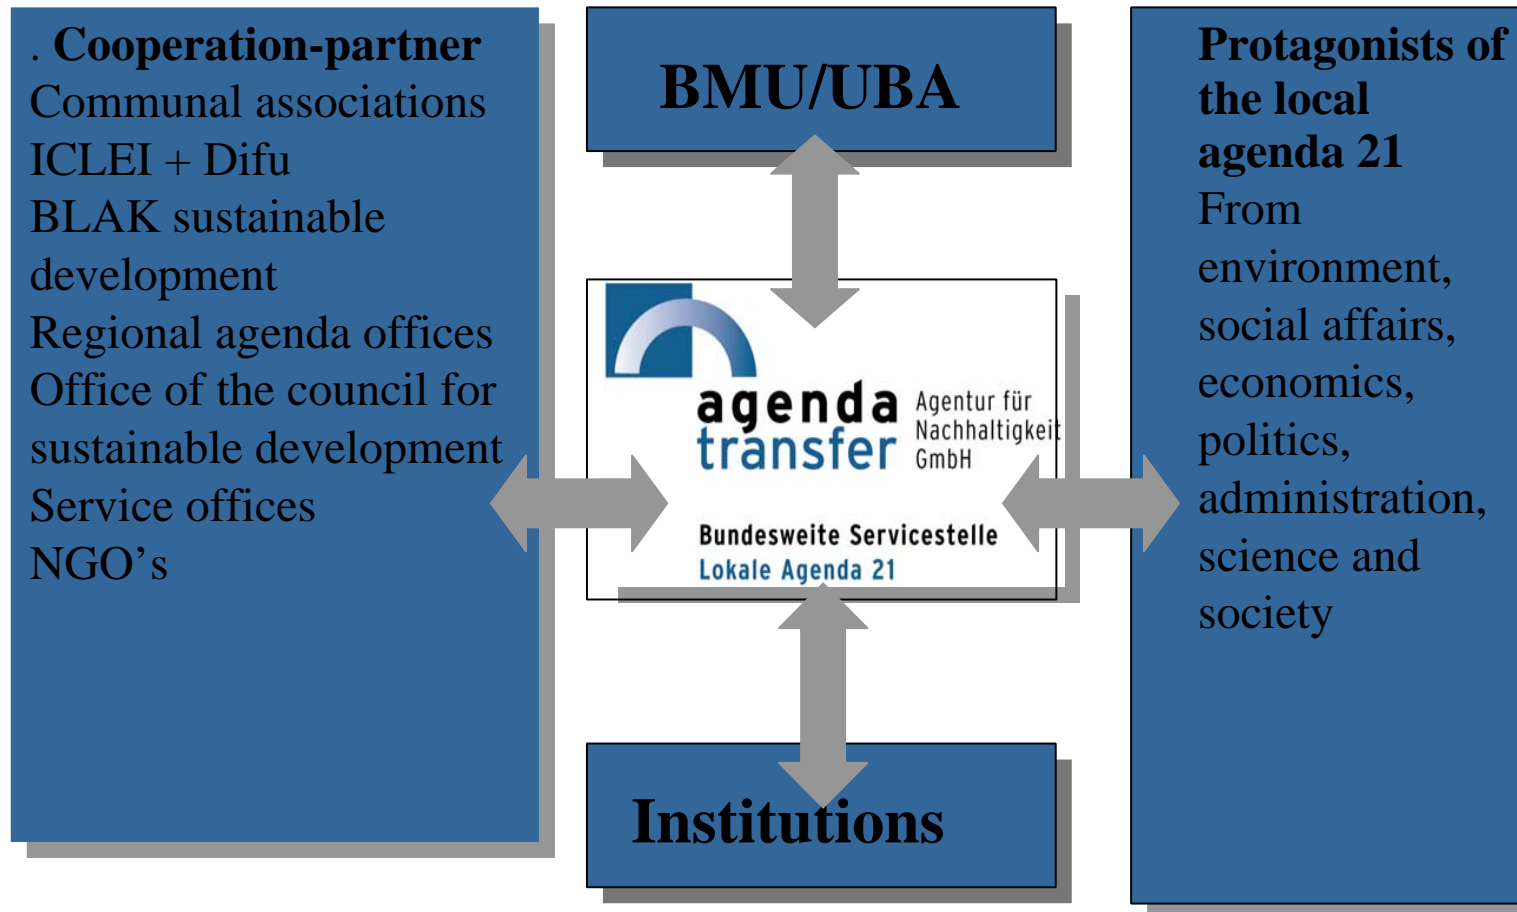 . Cooperation-partner
Communal associations
ICLEI + Difu
BLAK sustainable
development
Regional agenda offices
Office of the council for
sustainable development
Service offices
NGO’s
BMU/UBA
agenda
transfer
Agentur für
Nachhaltigkeit
GmbH
Bundesweite Servicestelle
Lokale Agenda 21
Institutions
Protagonists of
the local
agenda 21
From
environment,
social affairs,
economics,
politics,
administration,
science and
society